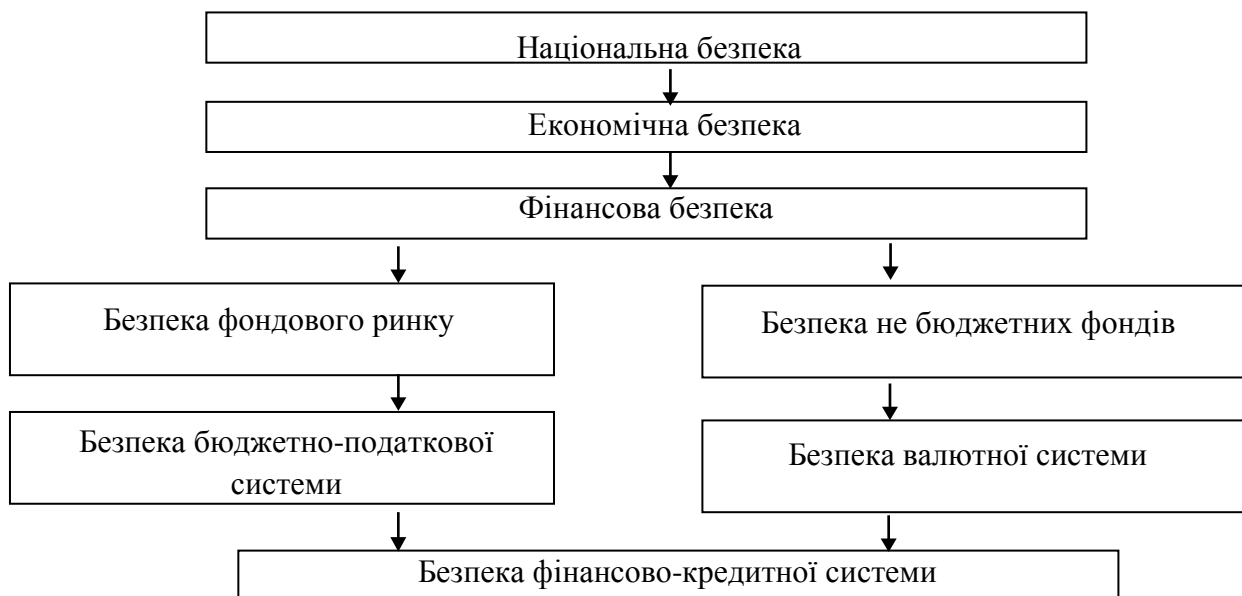 Національна безпека
Економічна безпека
Фінансова безпека
Безпека фондового ринку
Безпека не бюджетних фондів
Безпека бюджетно-податкової
системи
Безпека валютної системи
Безпека фінансово-кредитної системи